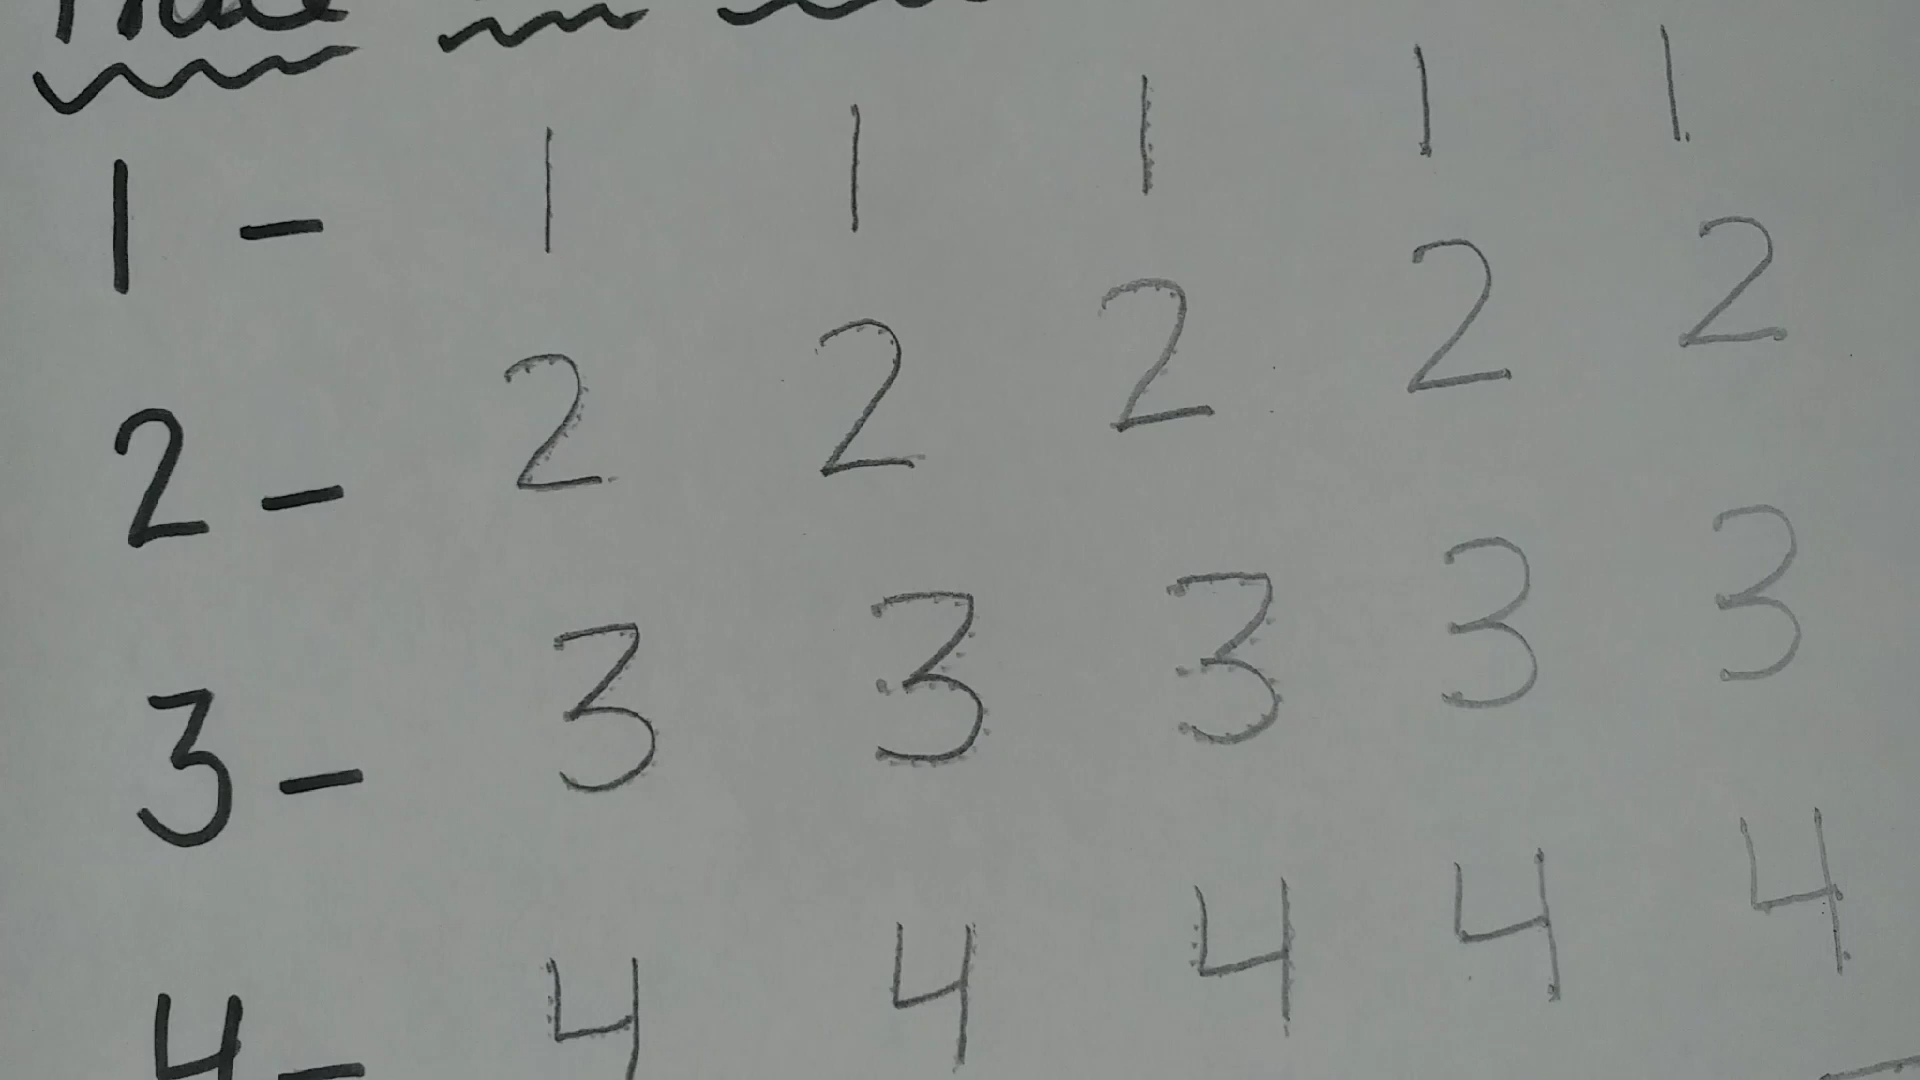 1 - 1 1 1 1 1
2 - 2 2 2 2 2
3 - 3 3 3 3 3
4 - 4 4 4 4 4